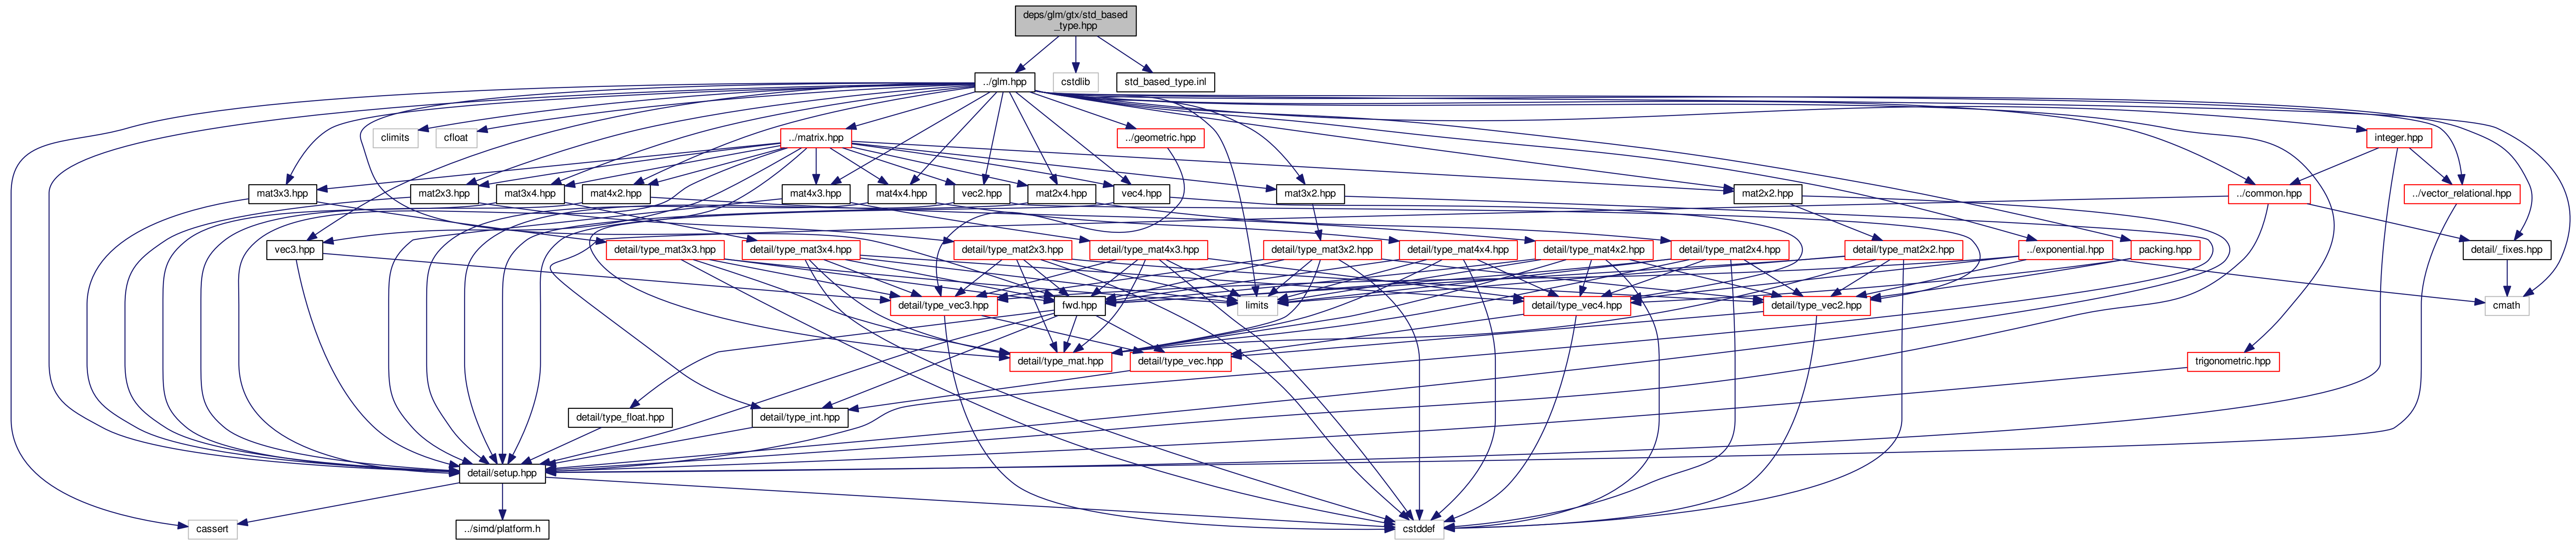 deps/glm/gtx/std_based
_type.hpp
../glm.hpp
cstdlib
std_based_type.inl
climits
cfloat
../matrix.hpp
../geometric.hpp
integer.hpp
mat3x3.hpp
mat2x3.hpp
mat3x4.hpp
mat4x2.hpp
mat4x3.hpp
mat4x4.hpp
vec2.hpp
mat2x4.hpp
vec4.hpp
mat3x2.hpp
mat2x2.hpp
../common.hpp
../vector_relational.hpp
vec3.hpp
detail/type_mat3x3.hpp
detail/type_mat3x4.hpp
detail/type_mat2x3.hpp
detail/type_mat4x3.hpp
detail/type_mat3x2.hpp
detail/type_mat4x4.hpp
detail/type_mat4x2.hpp
detail/type_mat2x4.hpp
detail/type_mat2x2.hpp
../exponential.hpp
packing.hpp
detail/_fixes.hpp
detail/type_vec3.hpp
fwd.hpp
limits
detail/type_vec4.hpp
detail/type_vec2.hpp
cmath
detail/type_mat.hpp
detail/type_vec.hpp
trigonometric.hpp
detail/type_float.hpp
detail/type_int.hpp
detail/setup.hpp
cassert
../simd/platform.h
cstddef